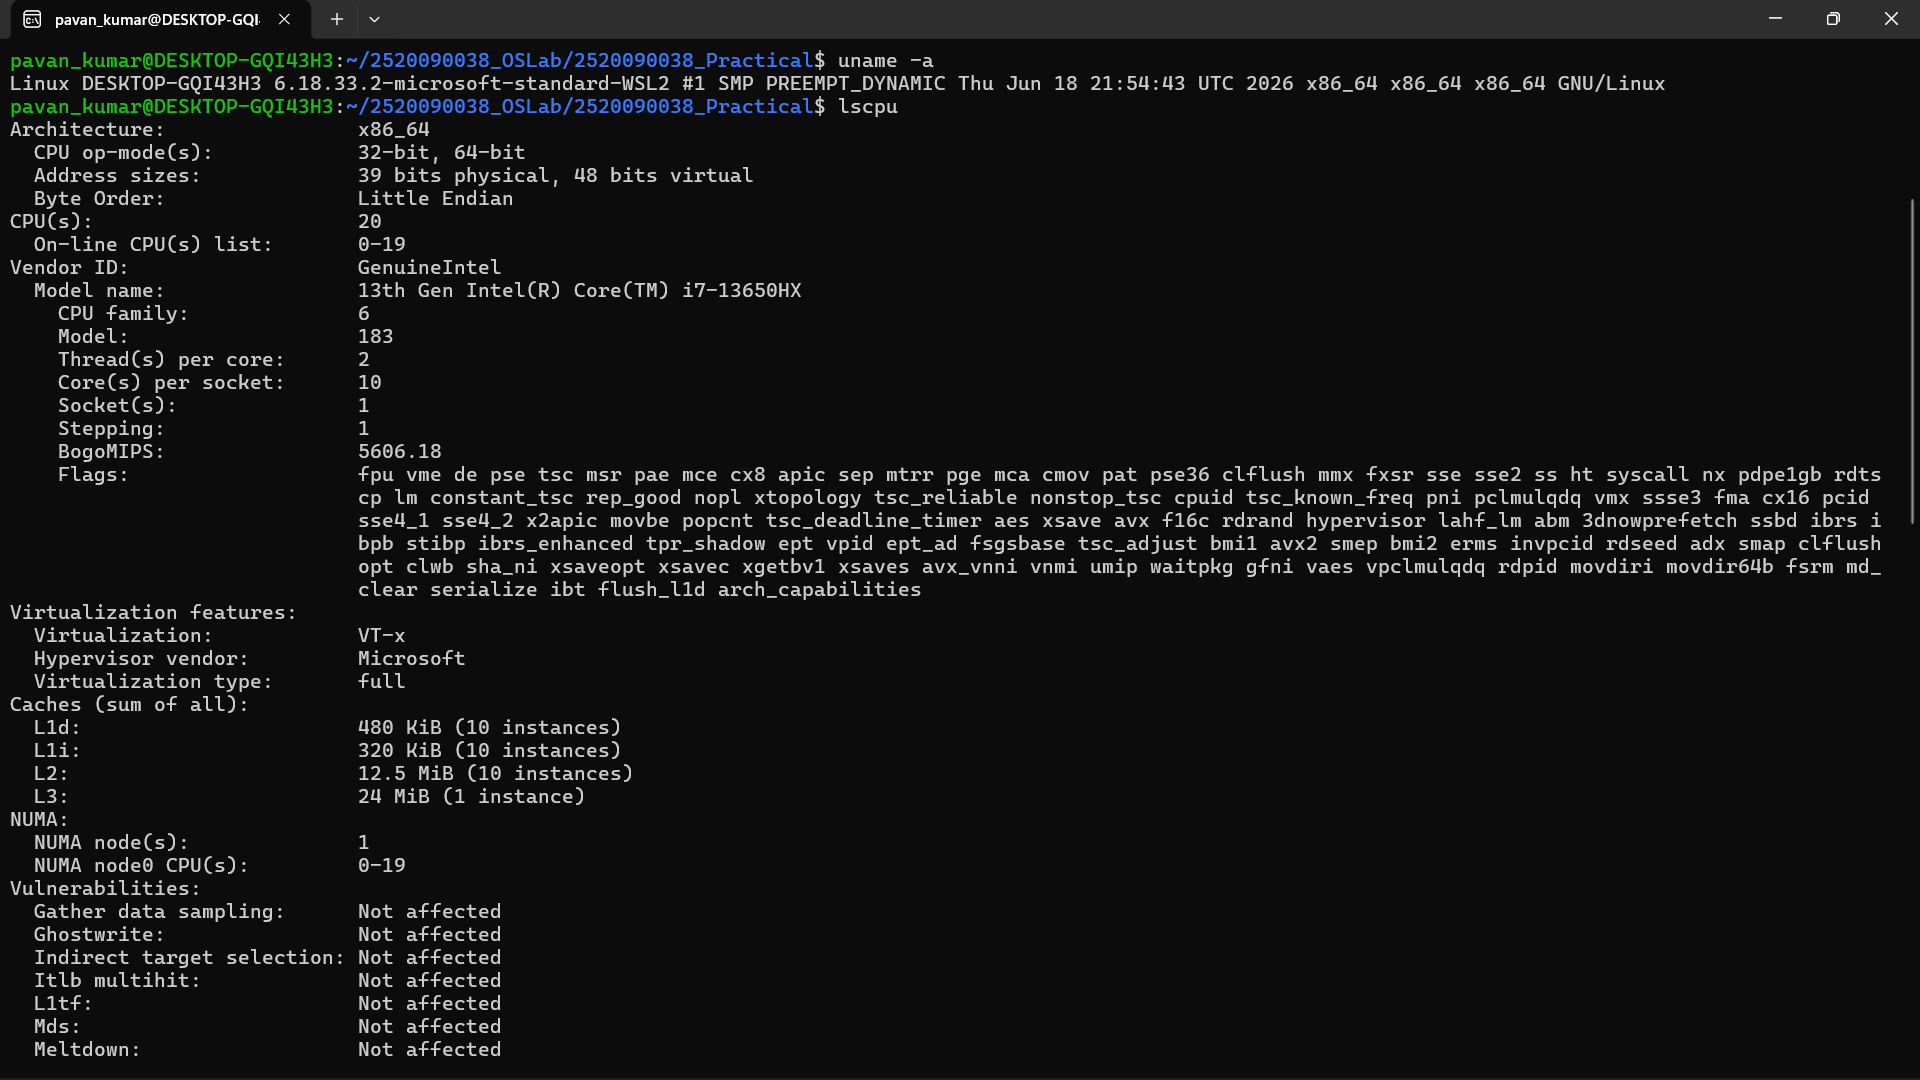 pavan_kumar@DESKTOP-GQI-
pavan_kumar@DESKTOP-GQI43H3:~/2520090038_OSLab/2520090038_Practical$ uname -a
Linux DESKTOP-GQI43H3 6.18.33.2-microsoft-standard-WSL2 #1 SMP PREEMPT_DYNAMIC Thu Jun 18 21:54:43 UTC 2026 x86_64 x86_64 x86_64 GNU/Linux
pavan_kumar@DESKTOP-GQI43H3:~/2520090038_OSLab/2520090038_Practical$ lscpu
Architecture: x86_64
CPU op-mode(s): 32-bit, 64-bit
Address sizes: 39 bits physical, 48 bits virtual
Byte Order: Little Endian
CPU(s): 20
On-line CPU(s) list: 0-19
Vendor ID: GenuineIntel
Model name: 13th Gen Intel(R) Core(TM) i7-13650HX
CPU family: 6
Model: 183
Thread(s) per core: 2
Core(s) per socket: 10
Socket(s): 1
Stepping: 1
BogoMIPS: 5606.18
Flags: fpu vme de pse tsc msr pae mce cx8 apic sep mtrr pge mca cmov pat pse36 clflush mmx fxsr sse sse2 ss ht syscall nx pdpe1gb rdts
cp lm constant_tsc rep_good nopl xtopology tsc_reliable nonstop_tsc cpuid tsc_known_freq pni pclmulqdq vmx ssse3 fma cx16 pcid
sse4_1 sse4_2 x2apic movbe popcnt tsc_deadline_timer aes xsave avx f16c rdrand hypervisor lahf_lm abm 3dnowprefetch ssbd ibrs i
bpb stibp ibrs_enhanced tpr_shadow ept vpid ept_ad fsgsbase tsc_adjust bmi1 avx2 smep bmi2 erms invpcid rdseed adx smap clflush
opt clwb sha_ni xsaveopt xsavec xgetbv1 xsaves avx_vnni vnmi umip waitpkg gfni vaes vpclmulqdq rdpid movdiri movdir64b fsrm md_
clear serialize ibt flush_l1d arch_capabilities
Virtualization features:
Virtualization: VT-x
Hypervisor vendor: Microsoft
Virtualization type: full
Caches (sum of all):
L1d: 480 KiB (10 instances)
L1i: 320 KiB (10 instances)
L2: 12.5 MiB (10 instances)
L3: 24 MiB (1 instance)
NUMA:
NUMA node(s): 1
NUMA node0 CPU(s): 0-19
Vulnerabilities:
Gather data sampling: Not affected
Ghostwrite: Not affected
Indirect target selection: Not affected
Itlb multihit: Not affected
L1tf: Not affected
Mds: Not affected
Meltdown: Not affected